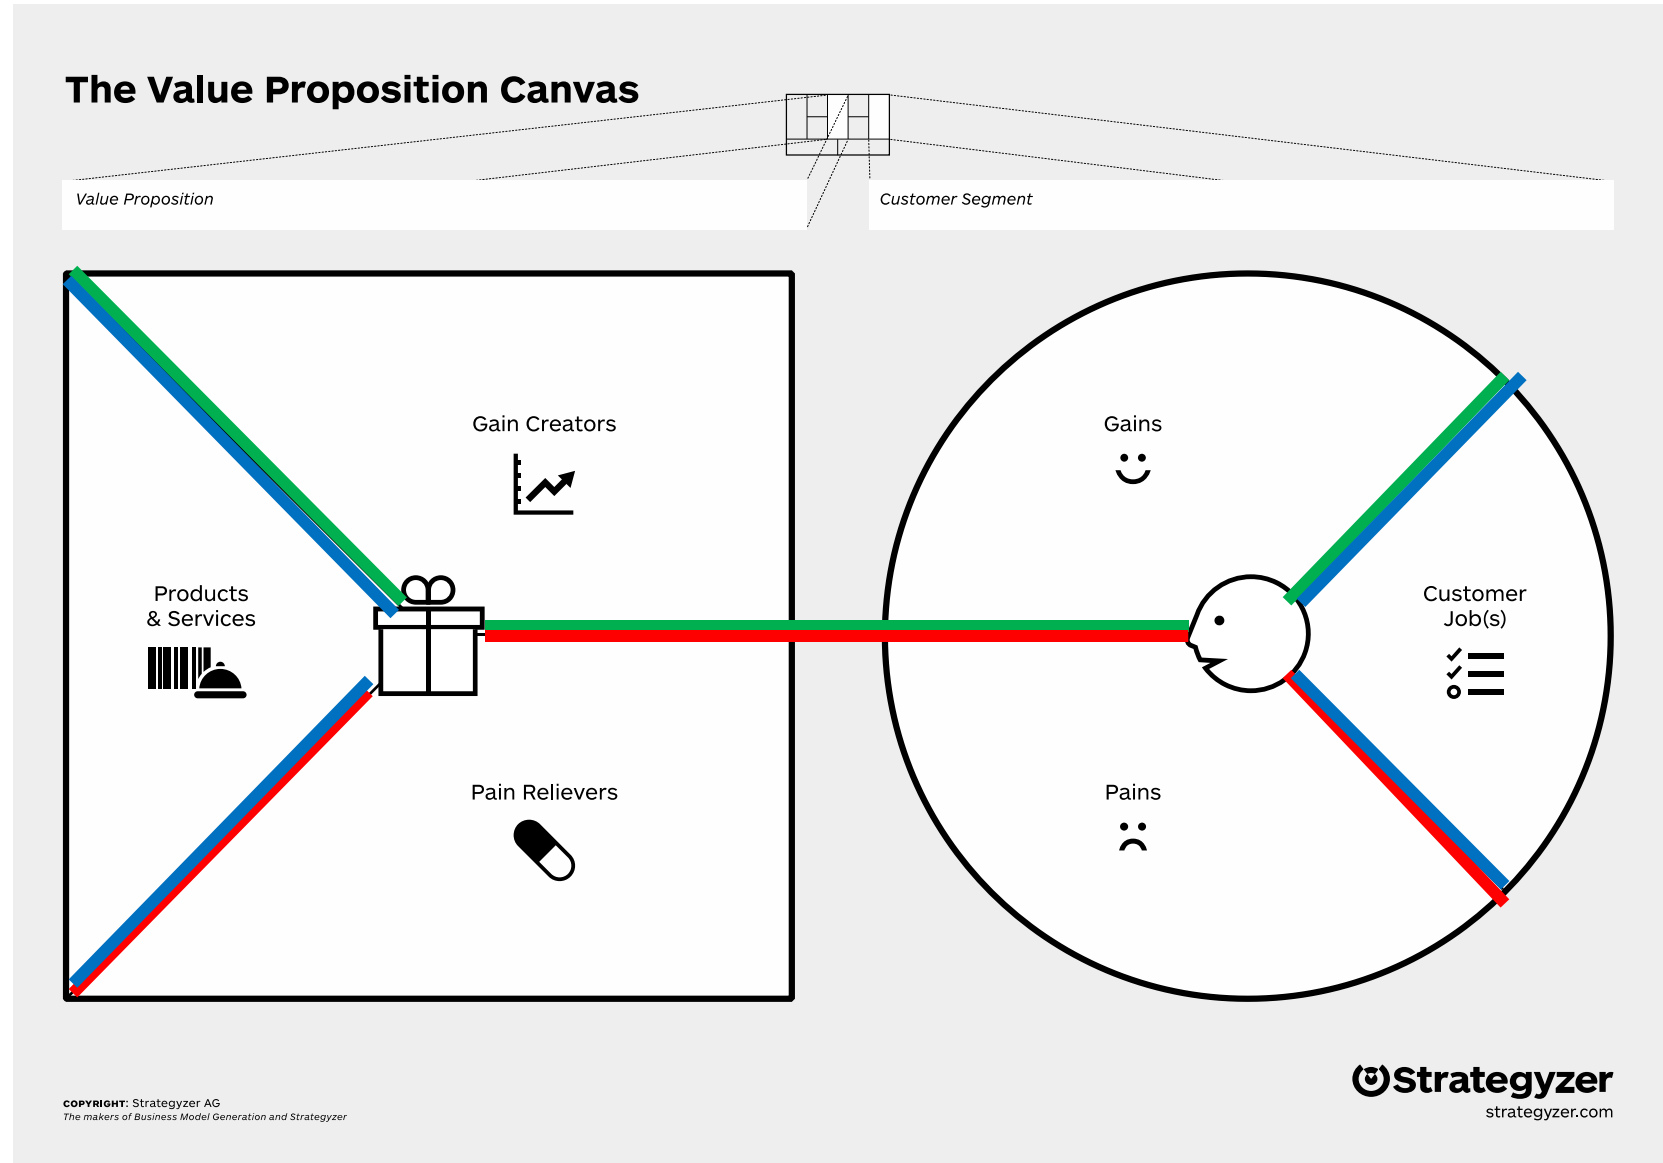 The Value Proposition Canvas
Value Proposition
Customer Segment
Gain Creators
Gains
Products
& Services
Customer
Job(s)
Pain Relievers
Pains
COPYRIGHT: Strategyzer AG
The makers of Business Model Generation and Strategyzer
Strategyzer
strategyzer.com